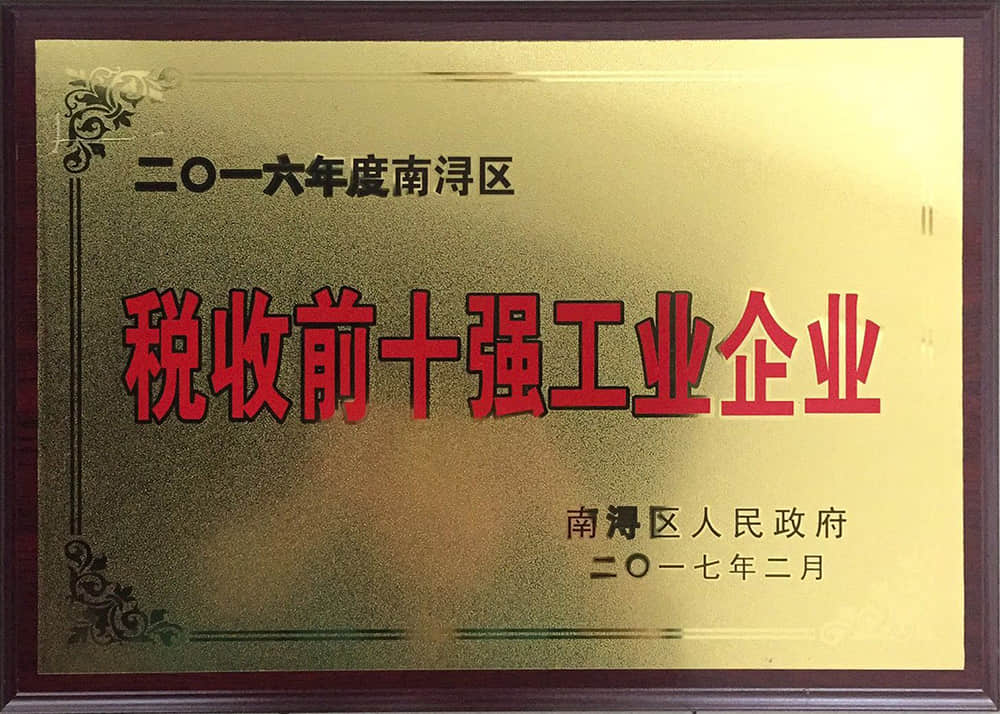 二〇一六年度南浔区
税收前十强工业企业
南浔区人民政府
二〇一七年二月